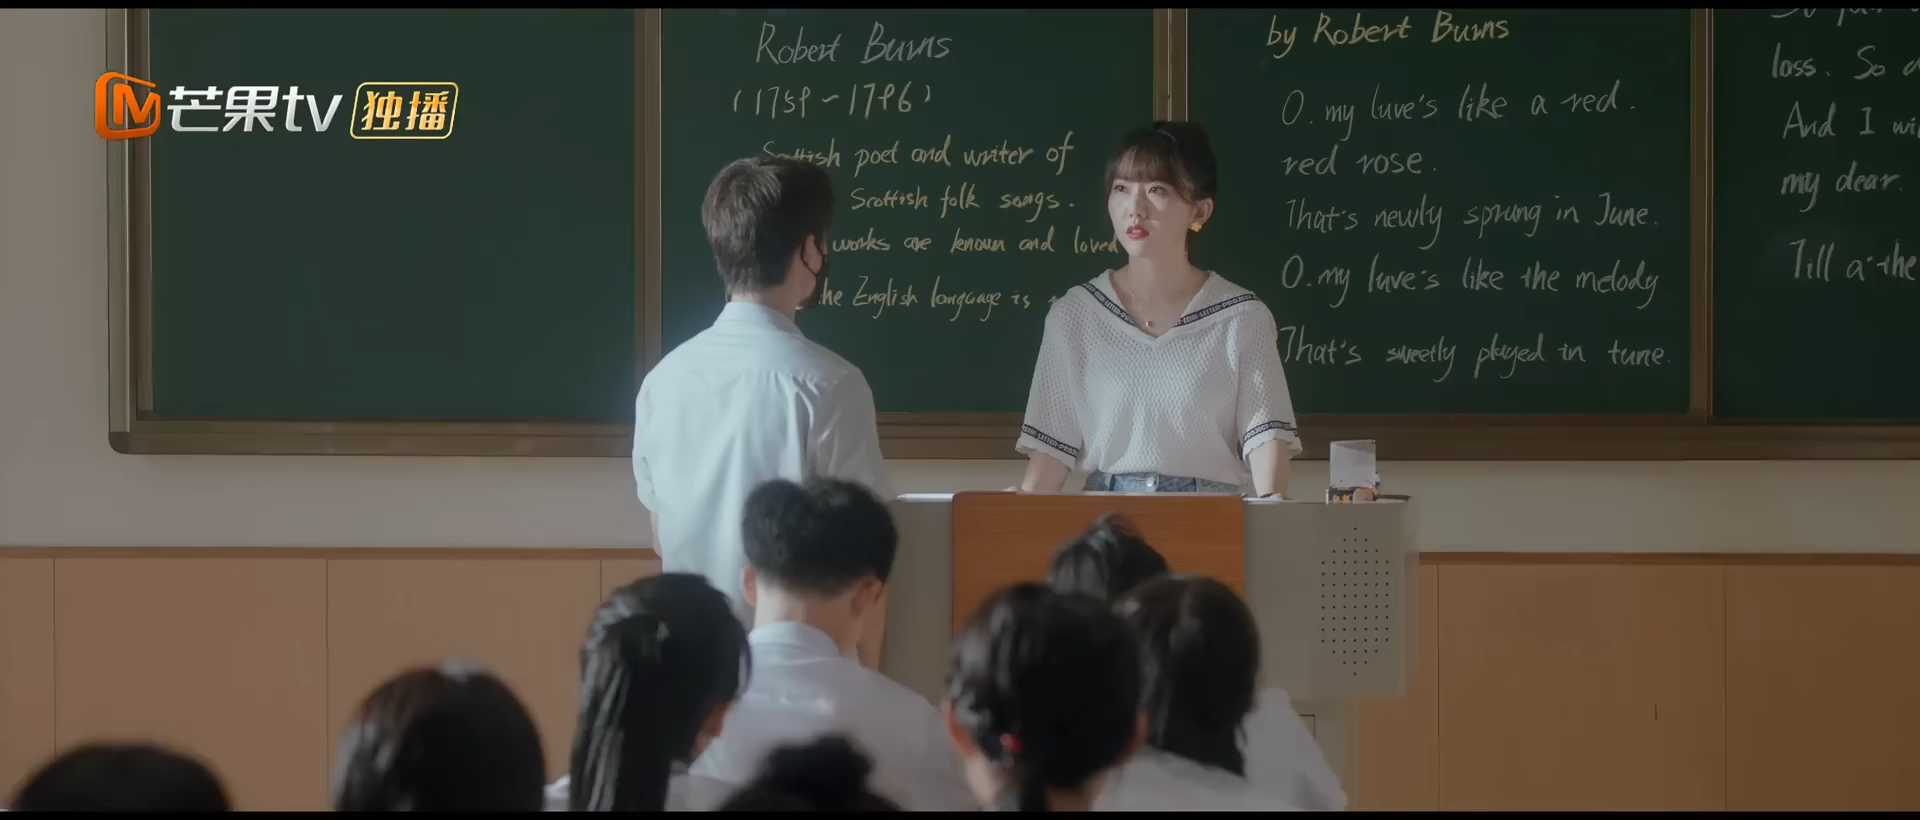 芒果tv 独播
Robert Burns
(1759-1796)
Scottish poet and writer of
Scottish folk songs.
works are known and loved
the English language is
by Robert Burns
O. my luve's like a red.
red rose.
That's newly sprung in June.
O. my luve's like the melody
That's sweetly played in tune.
loss. So
And I wi
my dear.
Till a' the